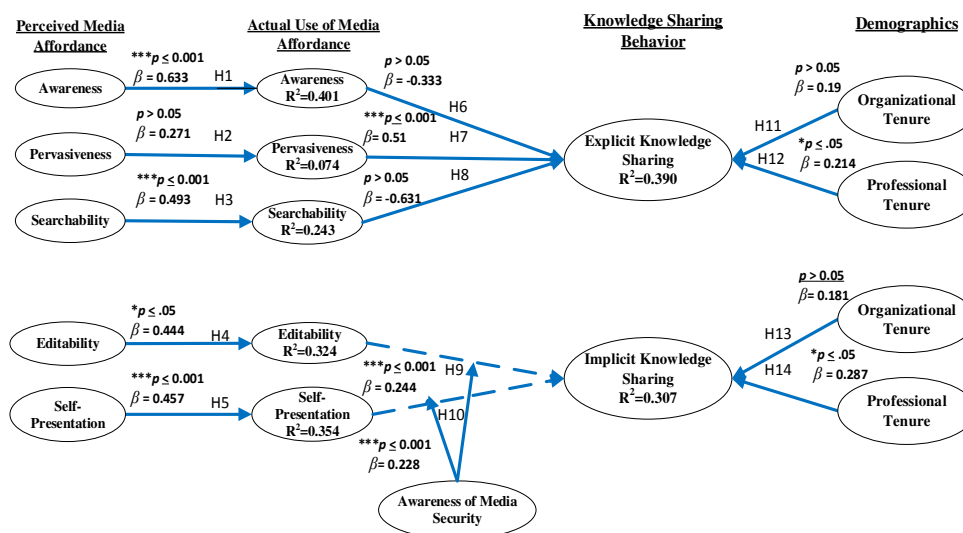 Perceived Media
Affordance
Actual Use of Media
Affordance
Knowledge Sharing
Behavior
Demographics
***p ≤ 0.001
β = 0.633
H1
Awareness
Awareness
R²=0.401
p > 0.05
β = -0.333
H6
p > 0.05
β = 0.271
H2
Pervasiveness
Pervasiveness
R²=0.074
***p ≤ 0.001
β= 0.51
H7
***p ≤ 0.001
β = 0.493
H3
Searchability
Searchability
R²=0.243
p > 0.05
β = -0.631
H8
Explicit Knowledge
Sharing
R²=0.390
p > 0.05
β = 0.19
H11
Organizational
Tenure
*p ≤ .05
β = 0.214
H12
Professional
Tenure
*p ≤ .05
β = 0.444
H4
Editability
Editability
R²=0.324
***p ≤ 0.001
β = 0.244
H9
***p ≤ 0.001
β = 0.457
H5
Self-
Presentation
Self-
Presentation
R²=0.354
H10
***p ≤ 0.001
β= 0.228
Awareness of Media
Security
Implicit Knowledge
Sharing
R²=0.307
p > 0.05
β= 0.181
H13
Organizational
Tenure
*p ≤ .05
β = 0.287
H14
Professional
Tenure